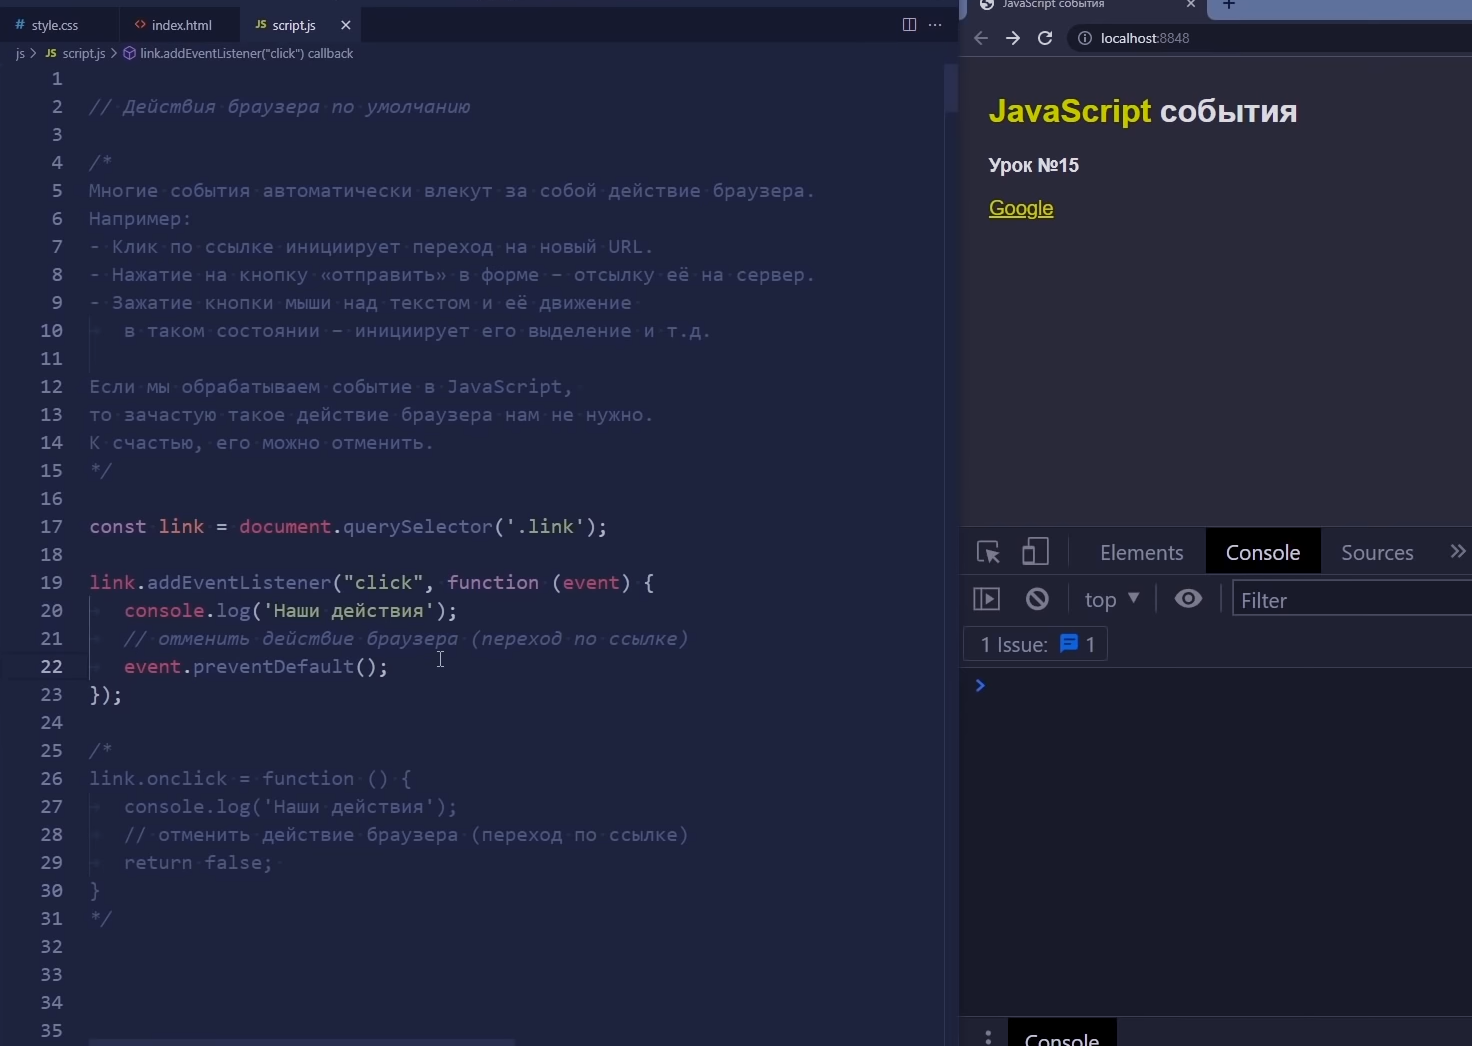 # style.css
<> index.html
JS script.js ×
js > JS script.js > link.addEventListener("click") callback
1
2 // Действия браузера по умолчанию
3
4 /*
5 Многие события автоматически влекут за собой действие браузера.
6 Например:
7 - Клик по ссылке инициирует переход на новый URL.
8 - Нажатие на кнопку «отправить» в форме – отсылку её на сервер.
9 - Зажатие кнопки мыши над текстом и её движение
10 в таком состоянии – инициирует его выделение и т.д.
11
12 Если мы обрабатываем событие в JavaScript,
13 то зачастую такое действие браузера нам не нужно.
14 К счастью, его можно отменить.
15 */
16
17 const link = document.querySelector('.link');
18
19 link.addEventListener("click", function (event) {
20 console.log('Наши действия');
21 // отменить действие браузера (переход по ссылке)
22 event.preventDefault();
23 });
24
25 /*
26 link.onclick = function () {
27 console.log('Наши действия');
28 // отменить действие браузера (переход по ссылке)
29 return false;
30 }
31 */
32
33
34
35
JavaScript события × +
localhost:8848
JavaScript события
Урок №15
Google
Elements Console Sources »
top ▼ Filter
1 Issue: 1
>
Console